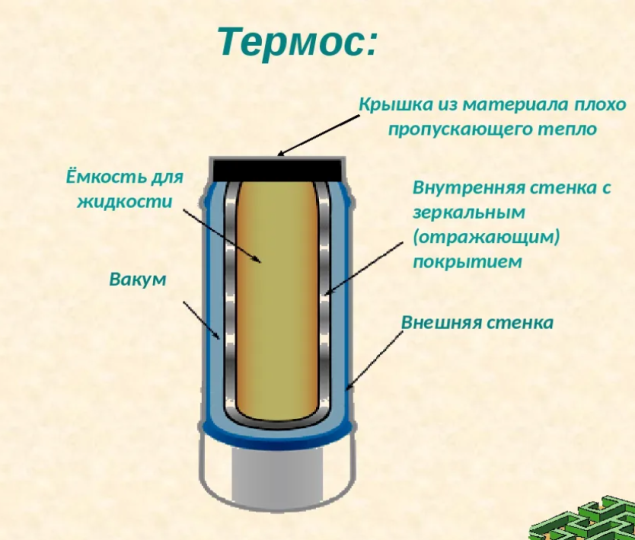 Термос:
Крышка из материала плохо
пропускающего тепло
Ёмкость для
жидкости
Внутренняя стенка с
зеркальным
(отражающим)
покрытием
Вакум
Внешняя стенка